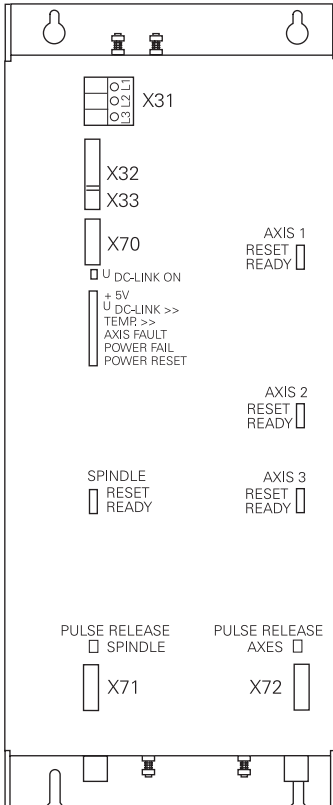 L1
L2
L3
X31
X32
X33
X70
U DC-LINK ON
+ 5V
U DC-LINK >>
TEMP. >>
AXIS FAULT
POWER FAIL
POWER RESET
AXIS 1
RESET
READY
AXIS 2
RESET
READY
SPINDLE
RESET
READY
AXIS 3
RESET
READY
PULSE RELEASE
SPINDLE
X71
PULSE RELEASE
AXES
X72